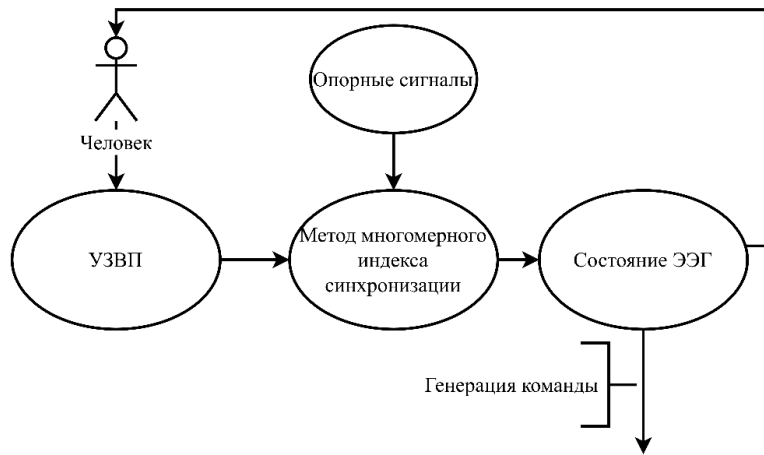 Опорные сигналы
Человек
УЗВП
Метод многомерного
индекса
синхронизации
Состояние ЭЭГ
Генерация команды